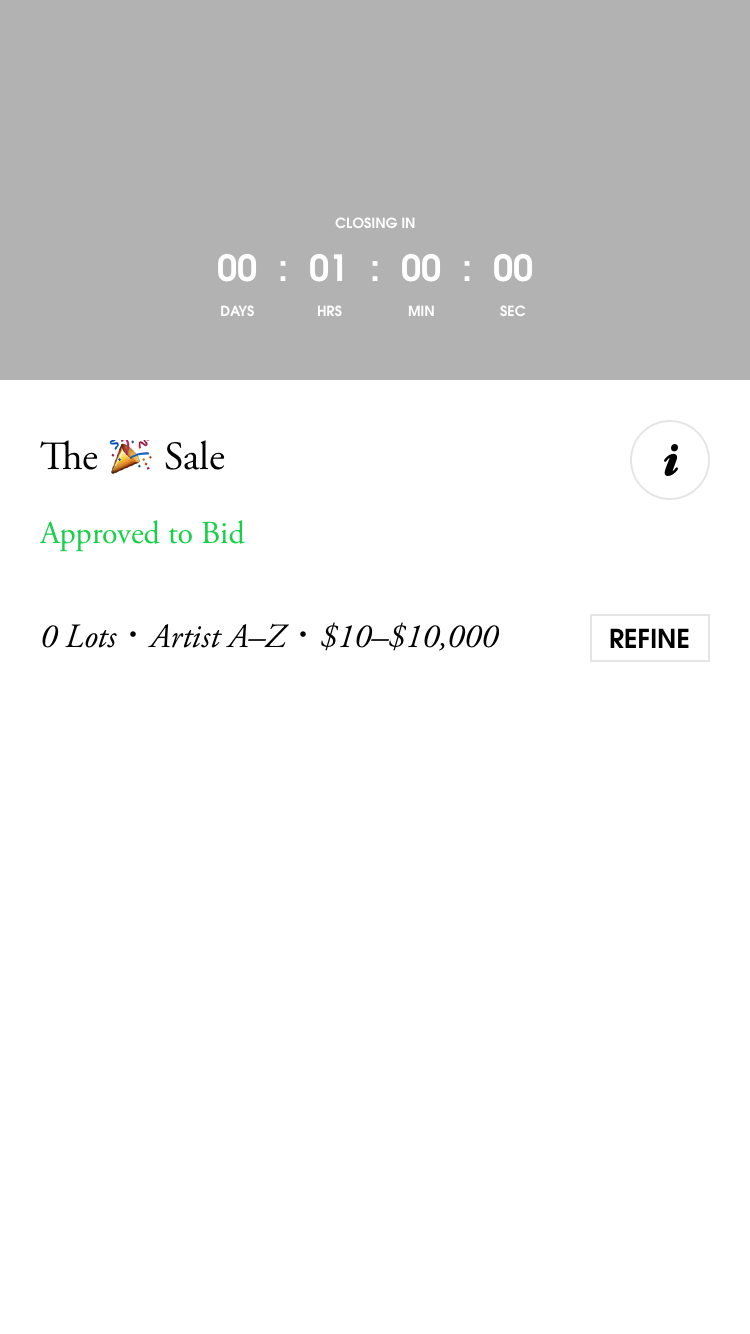 CLOSING IN
00 : 01 : 00 : 00
DAYS HRS MIN SEC
The 🎉 Sale
i
Approved to Bid
0 Lots • Artist A–Z • $10–$10,000
REFINE